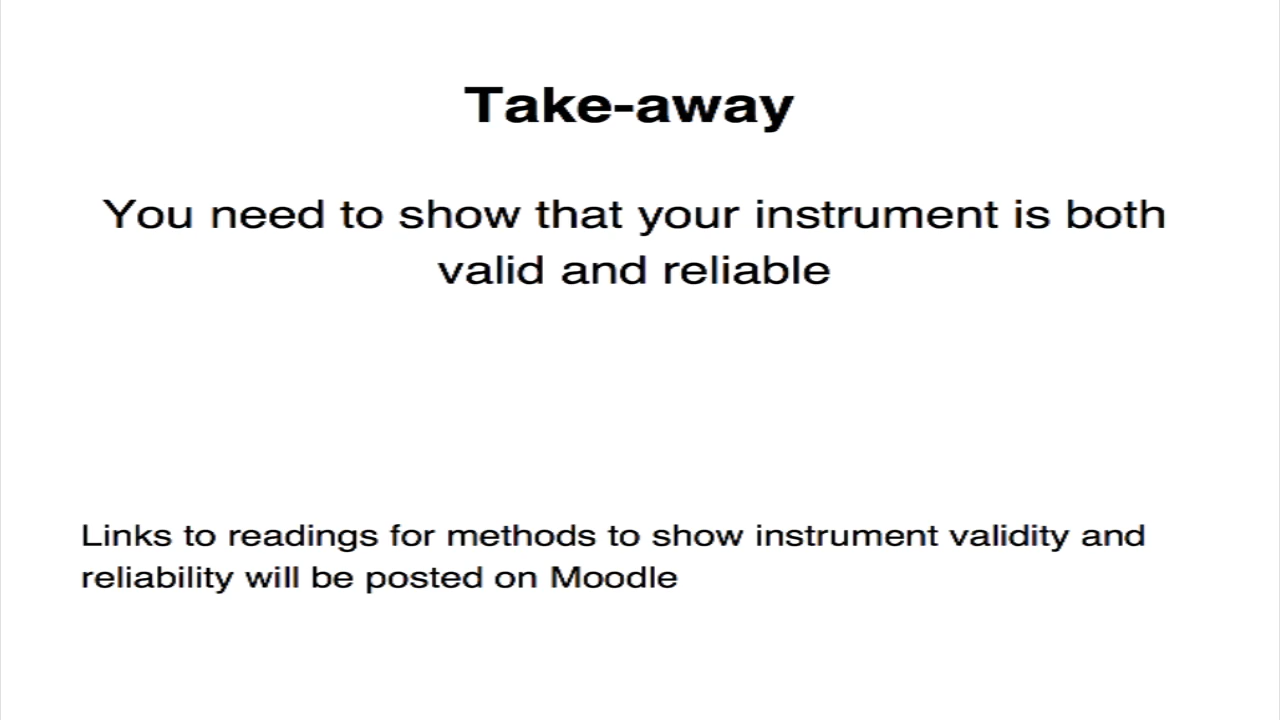 Take-away
You need to show that your instrument is both
valid and reliable
Links to readings for methods to show instrument validity and
reliability will be posted on Moodle